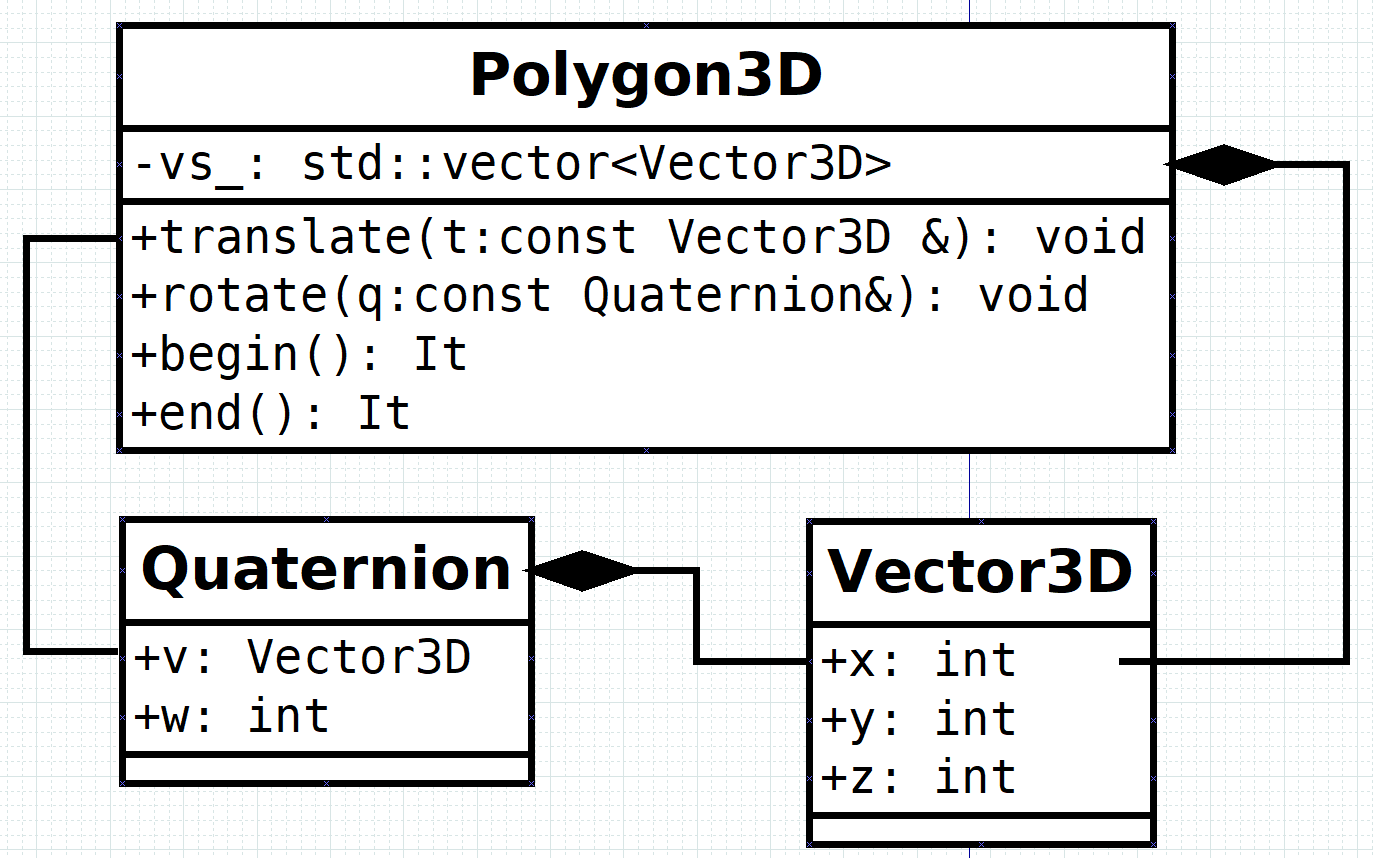 Polygon3D
-vs_: std::vector<Vector3D>
+translate(t:const Vector3D &): void
+rotate(q:const Quaternion&): void
+begin(): It
+end(): It
Quaternion
+v: Vector3D
+w: int
Vector3D
+x: int
+y: int
+z: int